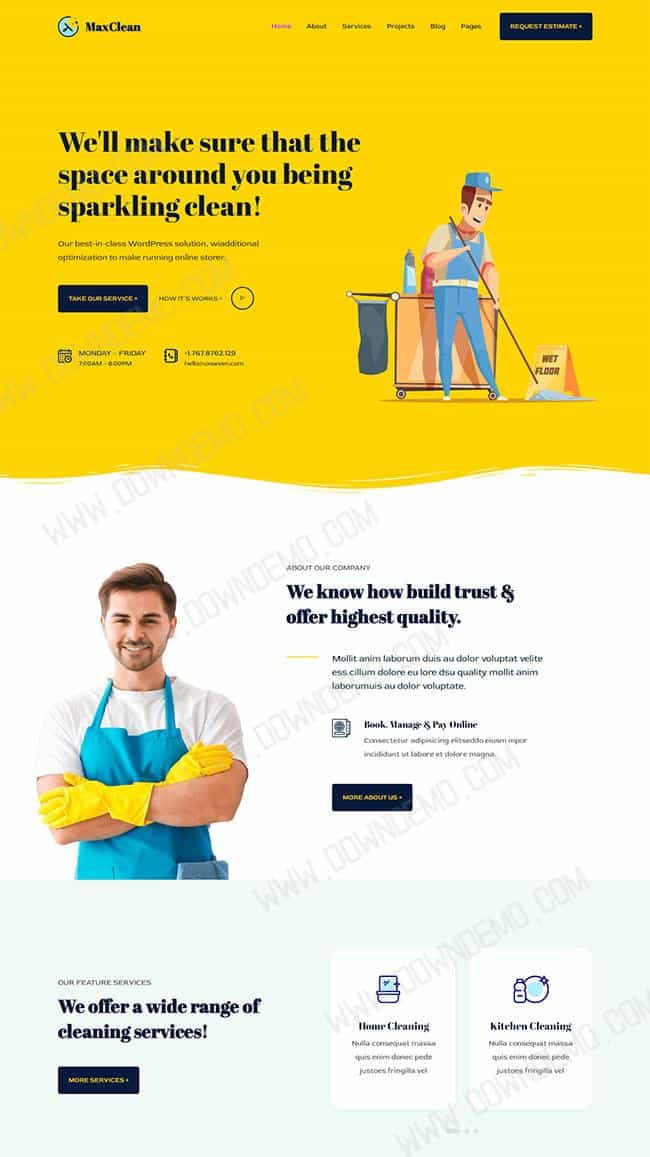 MaxClean
Home About Services Projects Blog Pages REQUEST ESTIMATE +
We'll make sure that the
space around you being
sparkling clean!
Our best-in-class WordPress solution, wiadditional
optimization to make running online storer.
TAKE OUR SERVICE + HOW IT'S WORKS +
MONDAY – FRIDAY
7:00AM – 8:00PM
+1.767.8762.129
WET
FLOOR
ABOUT OUR COMPANY
We know how build trust &
offer highest quality.
Mollit anim laborum duis au dolor voluptat velite
ess cillum dolore eu lore dsu quality mollit anim
laborumuis au dolor voluptate.
Book, Manage & Pay Online
Consectetur adipisicing elitseddo eiusm mpor
incididunt ut labore et dolore magna.
MORE ABOUT US +
OUR FEATURE SERVICES
We offer a wide range of
cleaning services!
MORE SERVICES +
Home Cleaning
Nulla consequat massa
quis enim donec pede
justoes fringilla vel
Kitchen Cleaning
Nulla consequat massa
quis enim donec pede
justoes fringilla vel
WWW.DOWNDEMO.COM
WWW.DOWNDEMO.COM
WWW.DOWNDEMO.COM
WWW.DOWNDEMO.COM